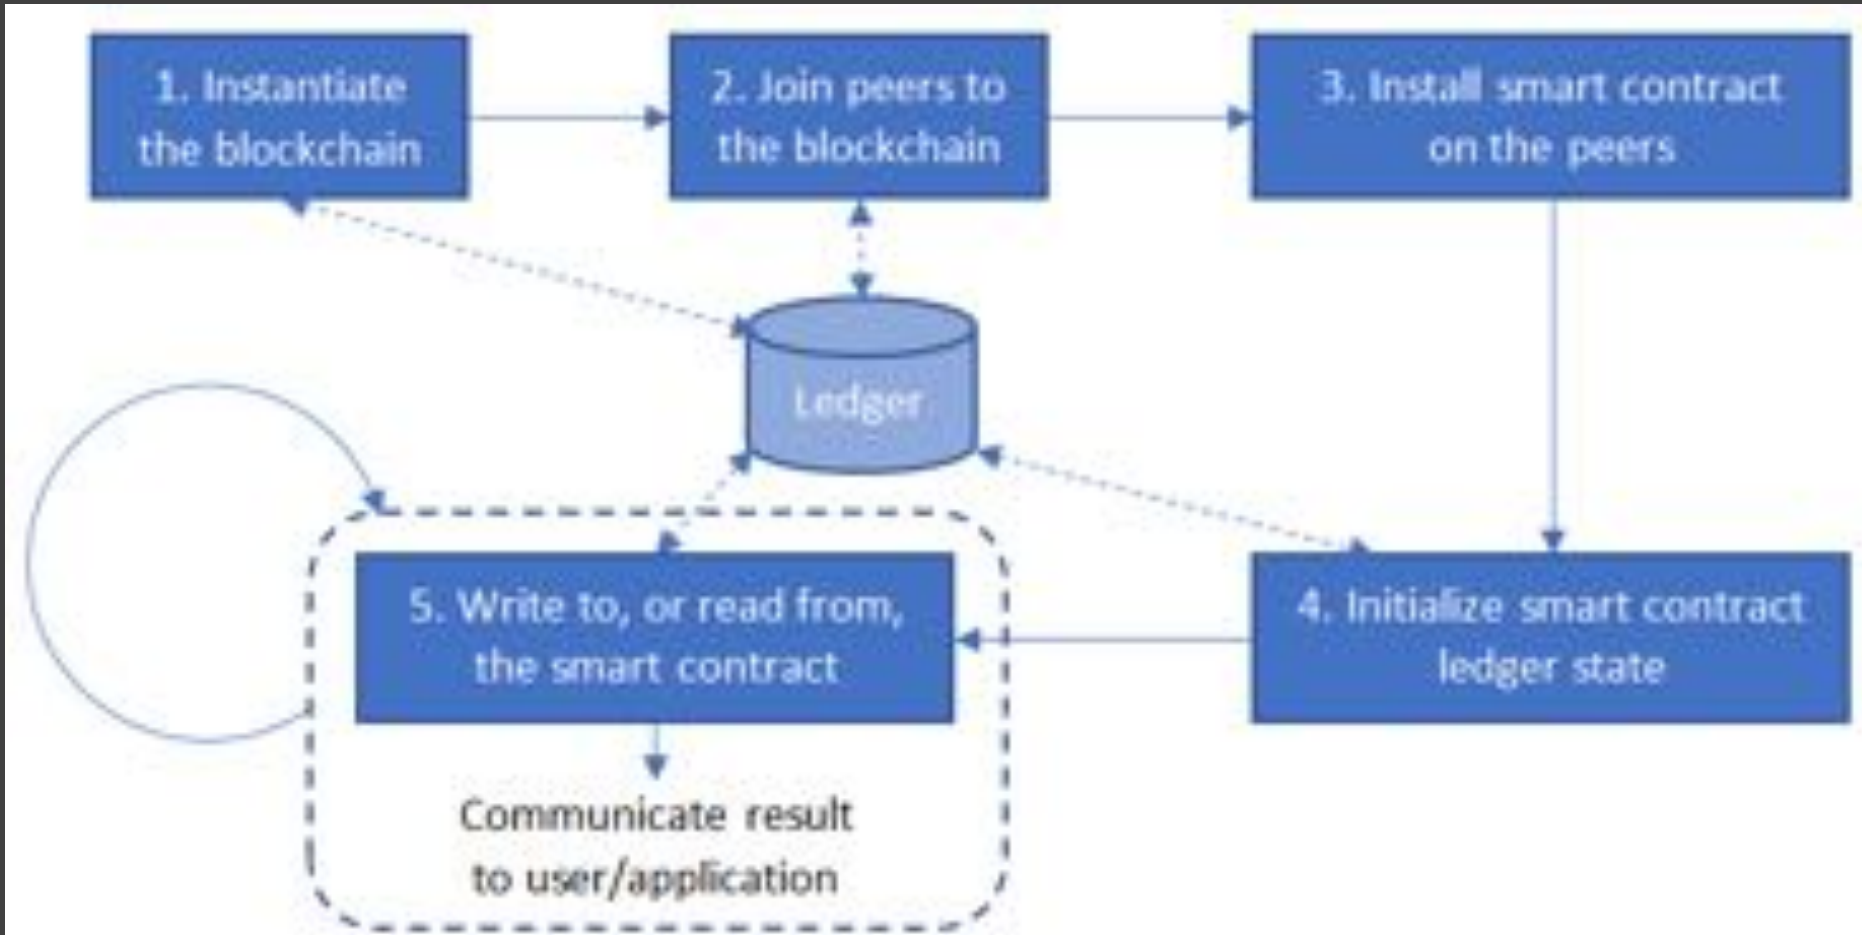 1. Instantiate
the blockchain
2. Join peers to
the blockchain
3. Install smart contract
on the peers
Ledger
4. Initialize smart contract
ledger state
5. Write to, or read from,
the smart contract
Communicate result
to user/application